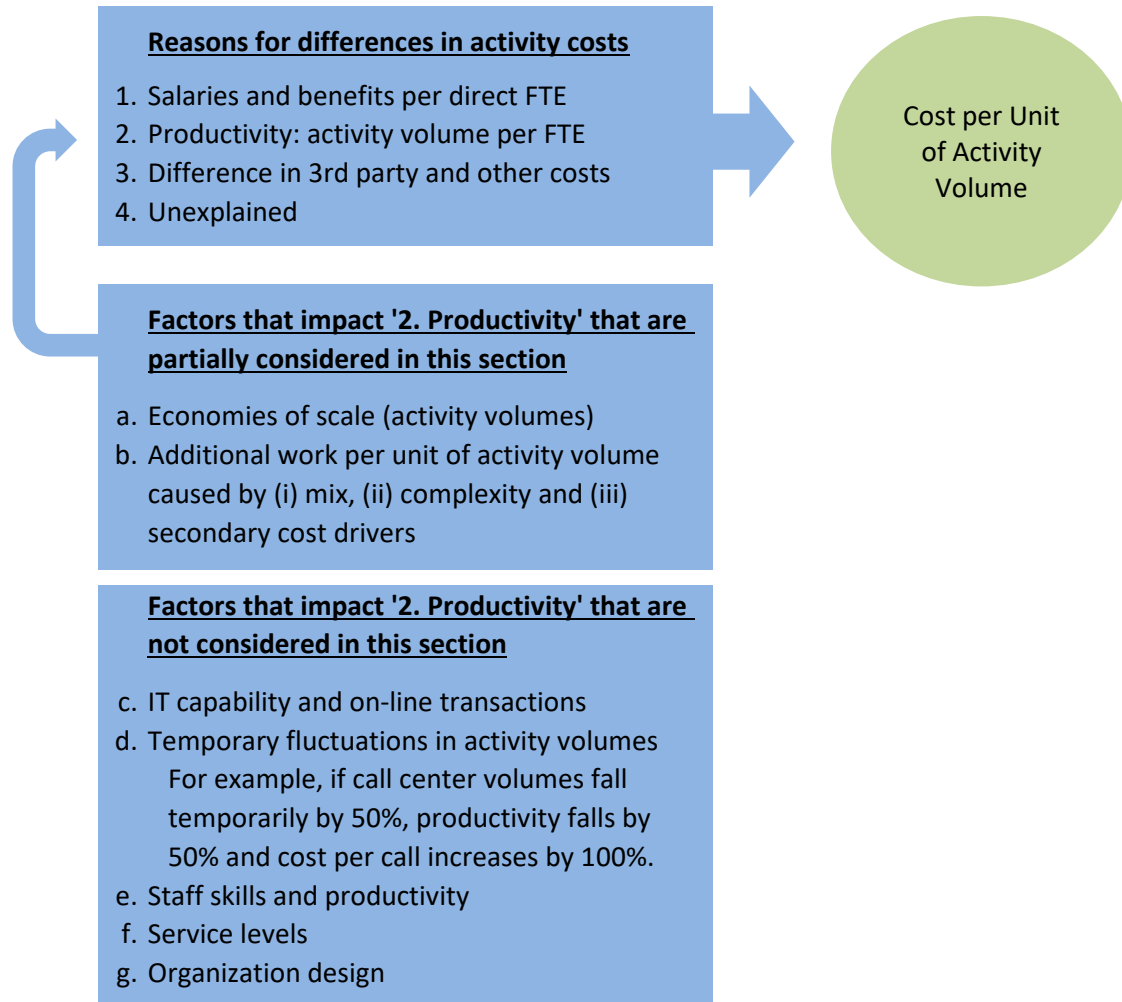 Reasons for differences in activity costs
1. Salaries and benefits per direct FTE
2. Productivity: activity volume per FTE
3. Difference in 3rd party and other costs
4. Unexplained
Cost per Unit
of Activity
Volume
Factors that impact '2. Productivity' that are
partially considered in this section
a. Economies of scale (activity volumes)
b. Additional work per unit of activity volume
caused by (i) mix, (ii) complexity and (iii)
secondary cost drivers
Factors that impact '2. Productivity' that are
not considered in this section
c. IT capability and on-line transactions
d. Temporary fluctuations in activity volumes
For example, if call center volumes fall
temporarily by 50%, productivity falls by
50% and cost per call increases by 100%.
e. Staff skills and productivity
f. Service levels
g. Organization design